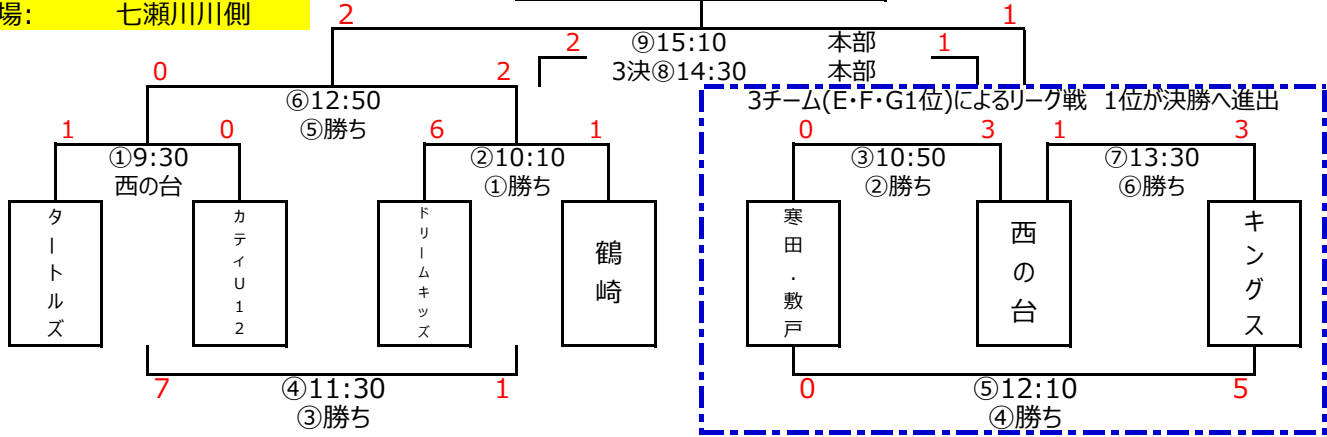 場: 七瀬川川側
2 1
2 ⑨15:10 本部 1
3決⑧14:30 本部
0 2
⑥12:50
⑤勝ち
3チーム(E・F・G1位)によるリーグ戦 1位が決勝へ進出
1 0 6 1 0 3 1 3
①9:30 ②10:10 ③10:50 ⑦13:30
西の台 ①勝ち ②勝ち ⑥勝ち
タートルズ
カティU12
ドリームキッズ
鶴崎
寒田.敷戸
西の台
キングス
7 ④11:30 1 0 ⑤12:10 5
③勝ち ④勝ち